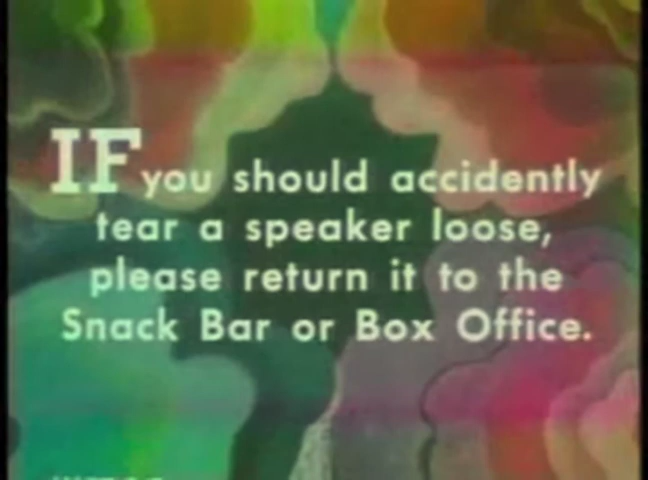 IF you should accidently
tear a speaker loose,
please return it to the
Snack Bar or Box Office.